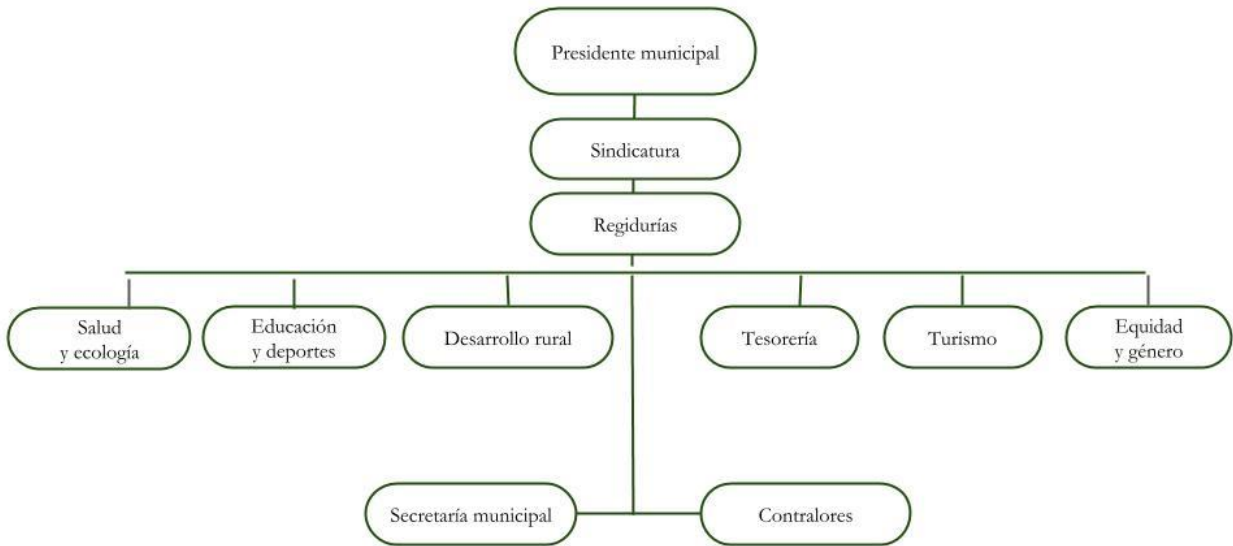 Presidente municipal
Sindicatura
Regidurías
Salud
y ecología
Educación
y deportes
Desarrollo rural
Tesorería
Turismo
Equidad
y género
Secretaría municipal
Contralores